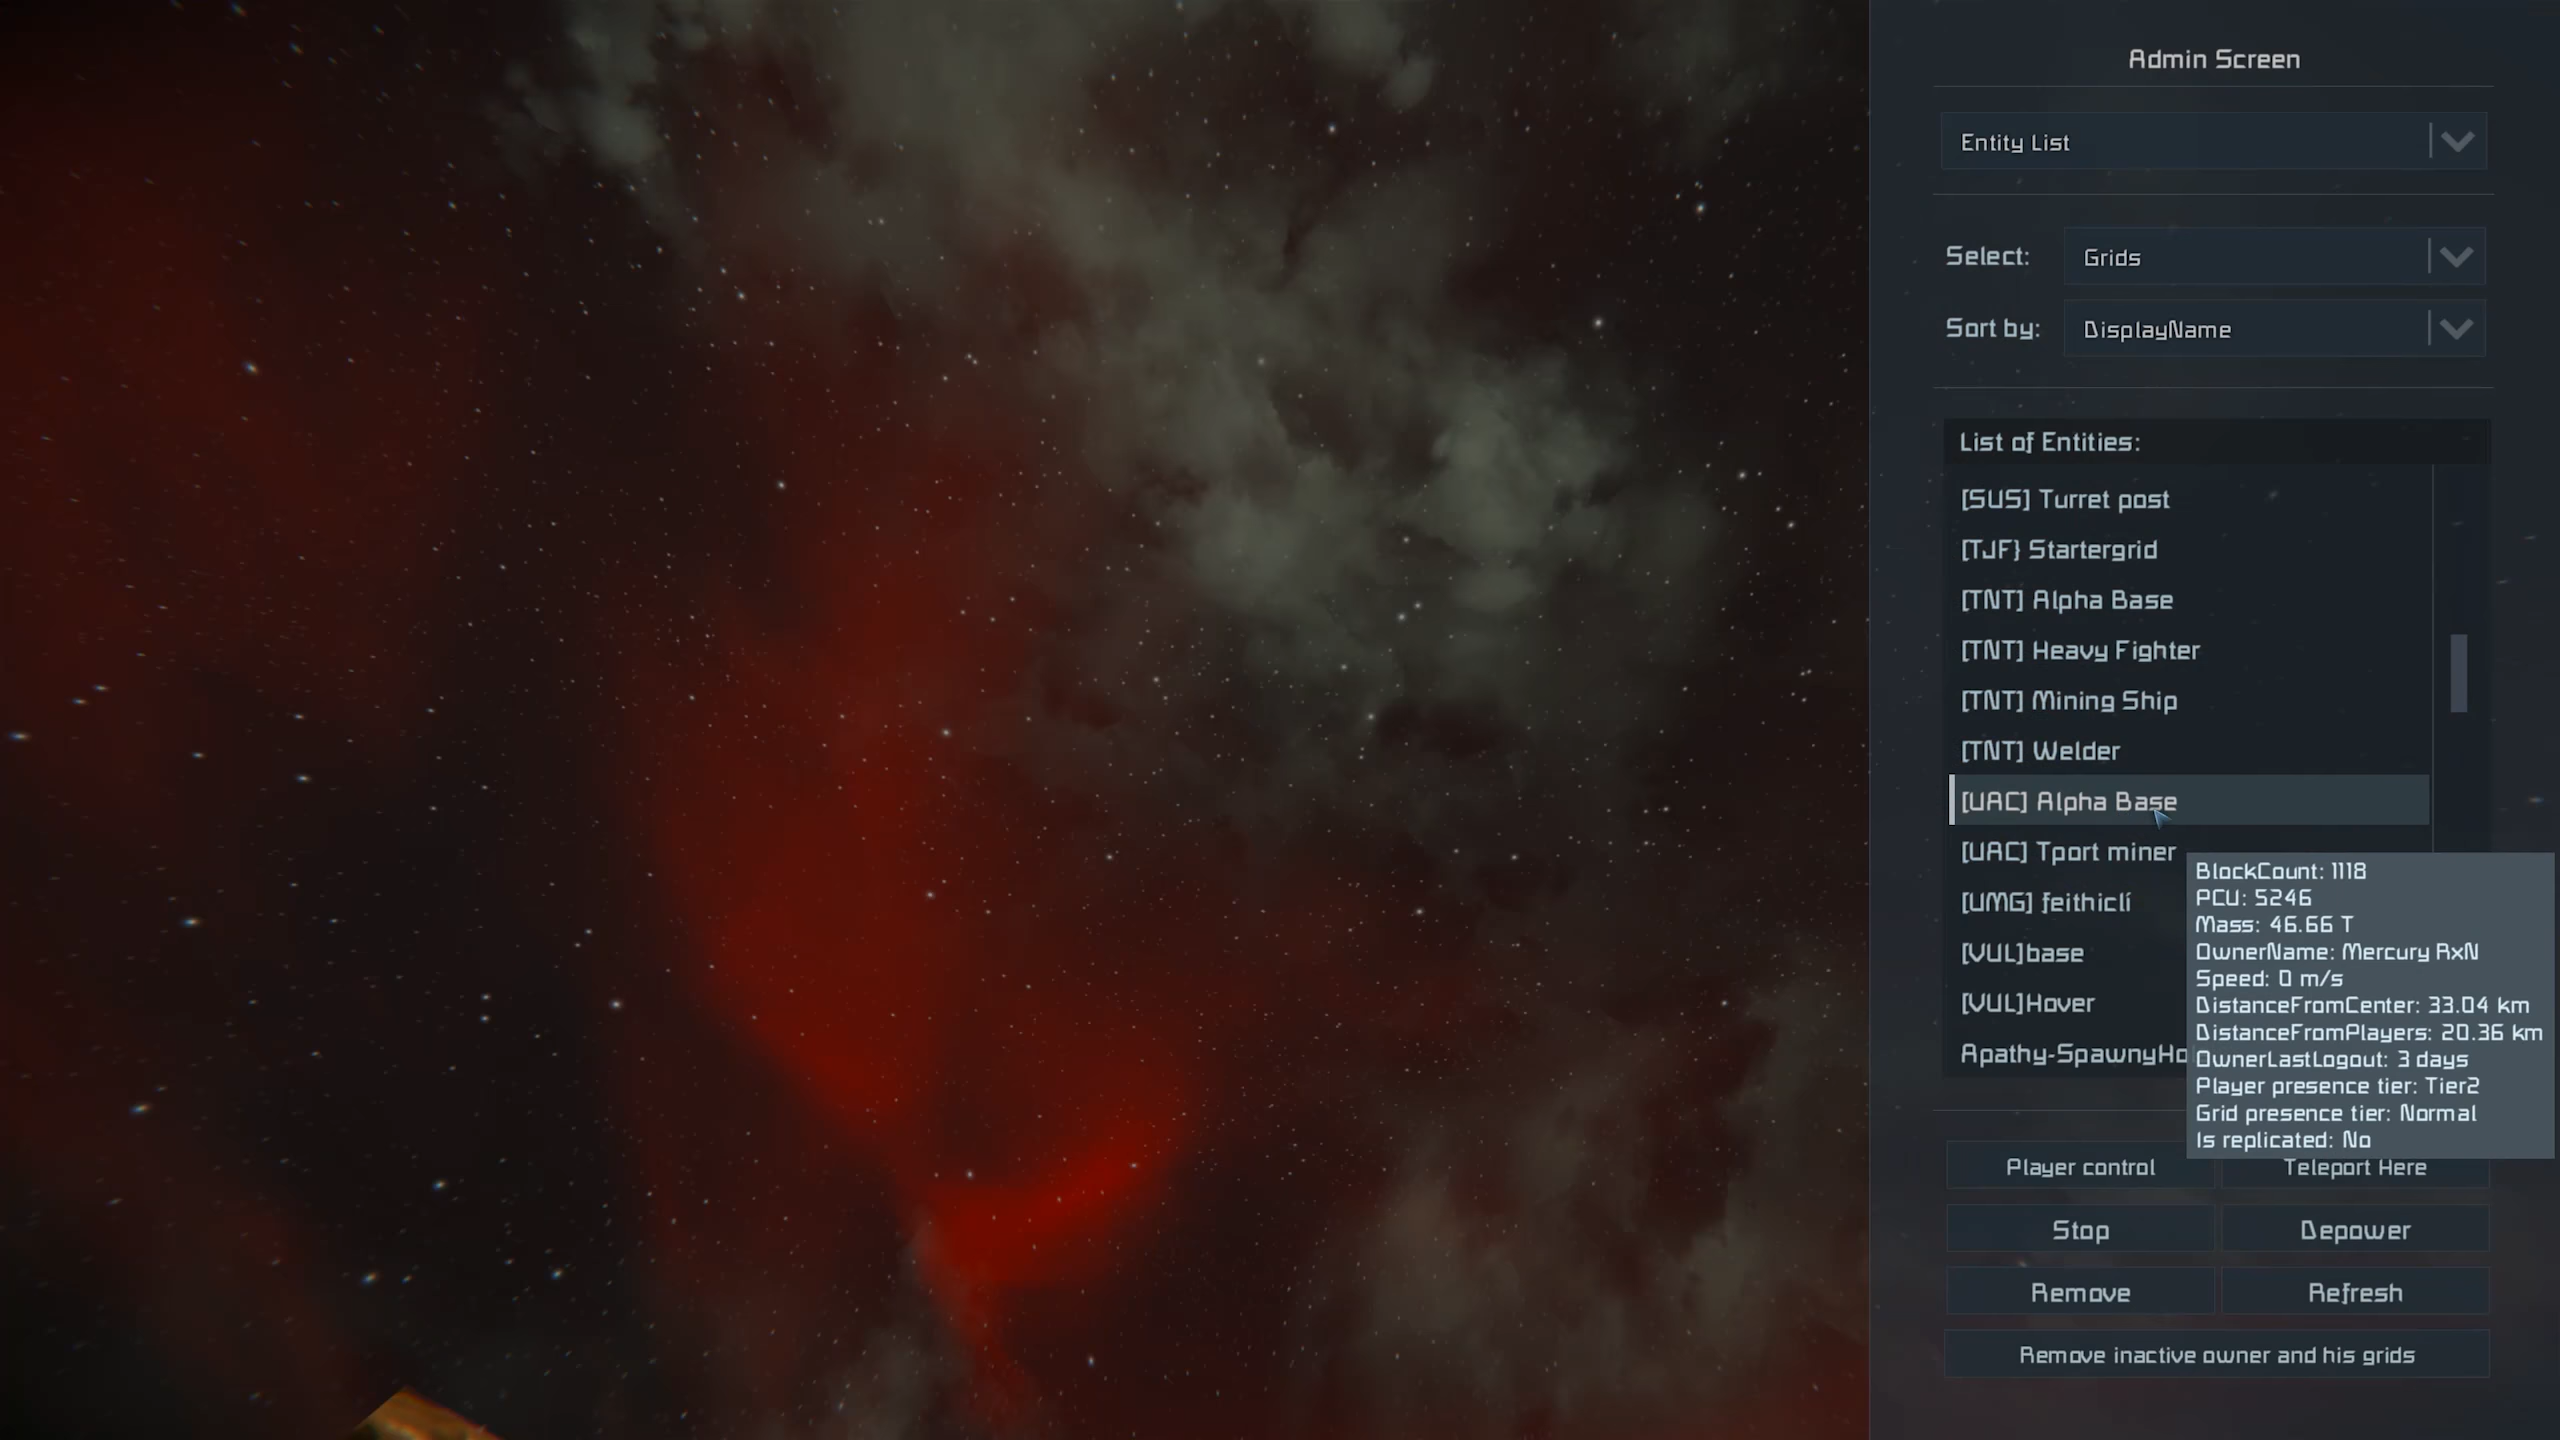 Admin Screen
Entity List
Select: Grids
Sort by: DisplayName
List of Entities:
[SUS] Turret post
[TJF} Startergrid
[TNT] Alpha Base
[TNT] Heavy Fighter
[TNT] Mining Ship
[TNT] Welder
[UAC] Alpha Base
[UAC] Tport miner
[UMG] feithiclí
[VUL]base
[VUL]Hover
Apathy-SpawnyHo
BlockCount: 1118
PCU: 5246
Mass: 46.66 T
OwnerName: Mercury RxN
Speed: 0 m/s
DistanceFromCenter: 33.04 km
DistanceFromPlayers: 20.36 km
OwnerLastLogout: 3 days
Player presence tier: Tier2
Grid presence tier: Normal
Is replicated: No
Player control Teleport Here
Stop Depower
Remove Refresh
Remove inactive owner and his grids